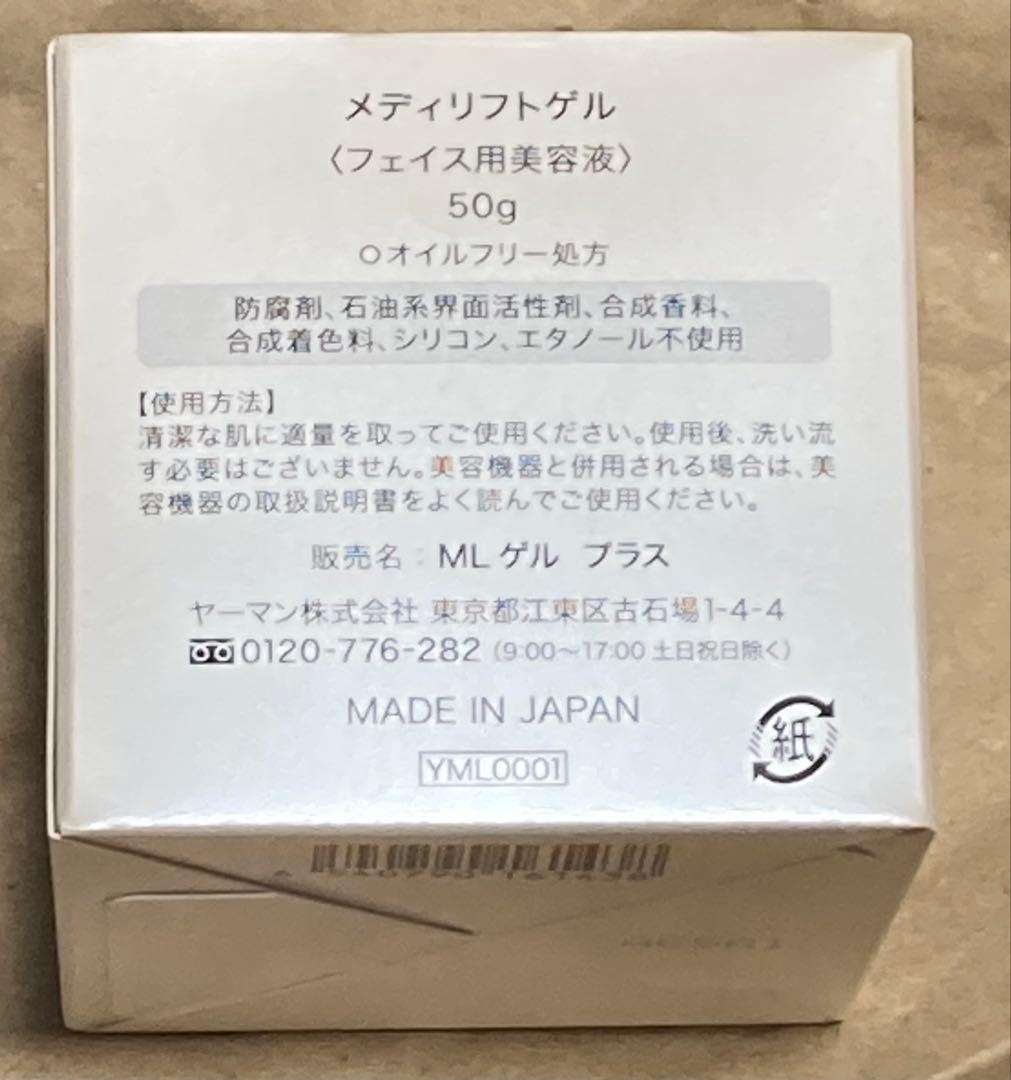 メディリフトゲル
〈フェイス用美容液〉
50g
○オイルフリー処方
防腐剤、石油系界面活性剤、合成香料、
合成着色料、シリコン、エタノール不使用
【使用方法】
清潔な肌に適量を取ってご使用ください。使用後、洗い流
す必要はございません。美容機器と併用される場合は、美
容機器の取扱説明書をよく読んでご使用ください。
販売名：MLゲル プラス
ヤーマン株式会社 東京都江東区古石場1-4-4
0120-776-282（9:00〜17:00 土日祝日除く）
MADE IN JAPAN
紙
YML0001